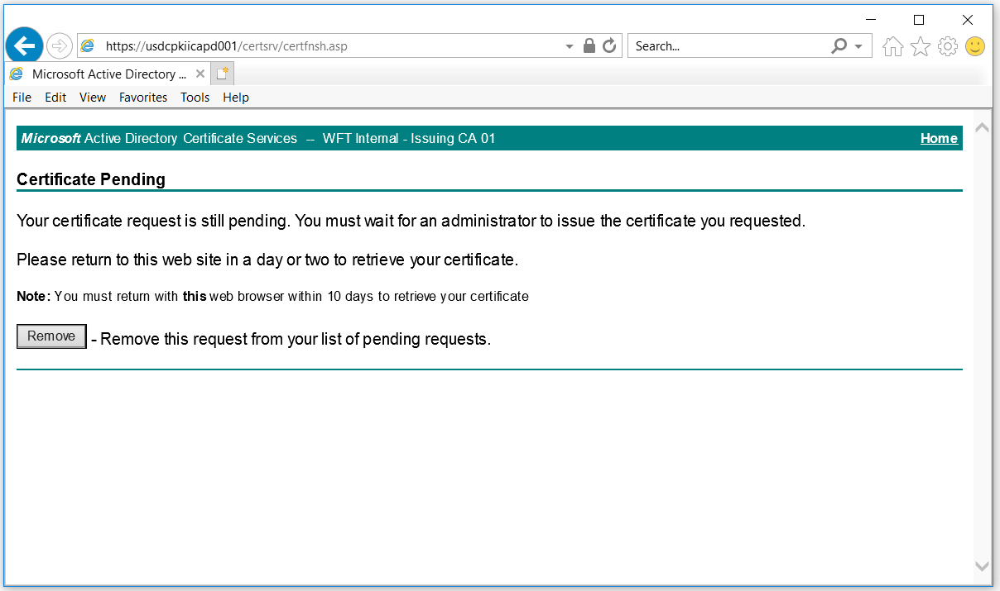 https://usdcpkiicapd001/certsrv/certfnsh.asp
Search...
Microsoft Active Directory ...
File Edit View Favorites Tools Help
Microsoft Active Directory Certificate Services -- WFT Internal - Issuing CA 01 Home
Certificate Pending
Your certificate request is still pending. You must wait for an administrator to issue the certificate you requested.
Please return to this web site in a day or two to retrieve your certificate.
Note: You must return with this web browser within 10 days to retrieve your certificate
Remove - Remove this request from your list of pending requests.